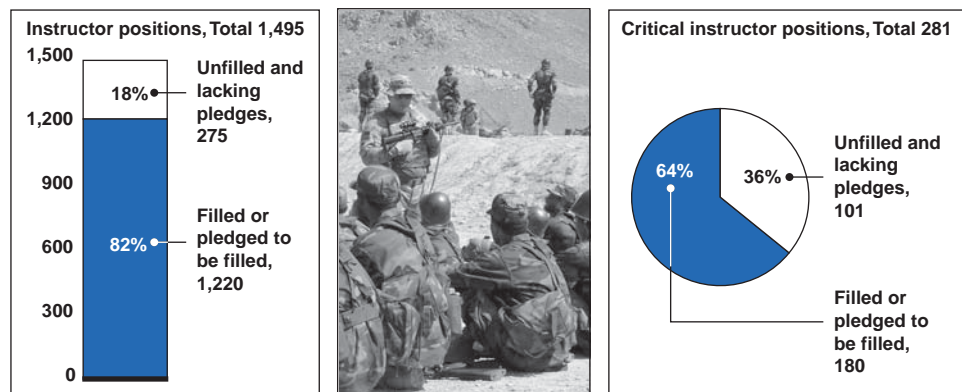 Instructor positions, Total 1,495
1,500
1,200
900
600
300
0
18%
82%
Unfilled and
lacking
pledges,
275
Filled or
pledged to
be filled,
1,220
Critical instructor positions, Total 281
64%
36%
Unfilled and
lacking
pledges,
101
Filled or
pledged to
be filled,
180